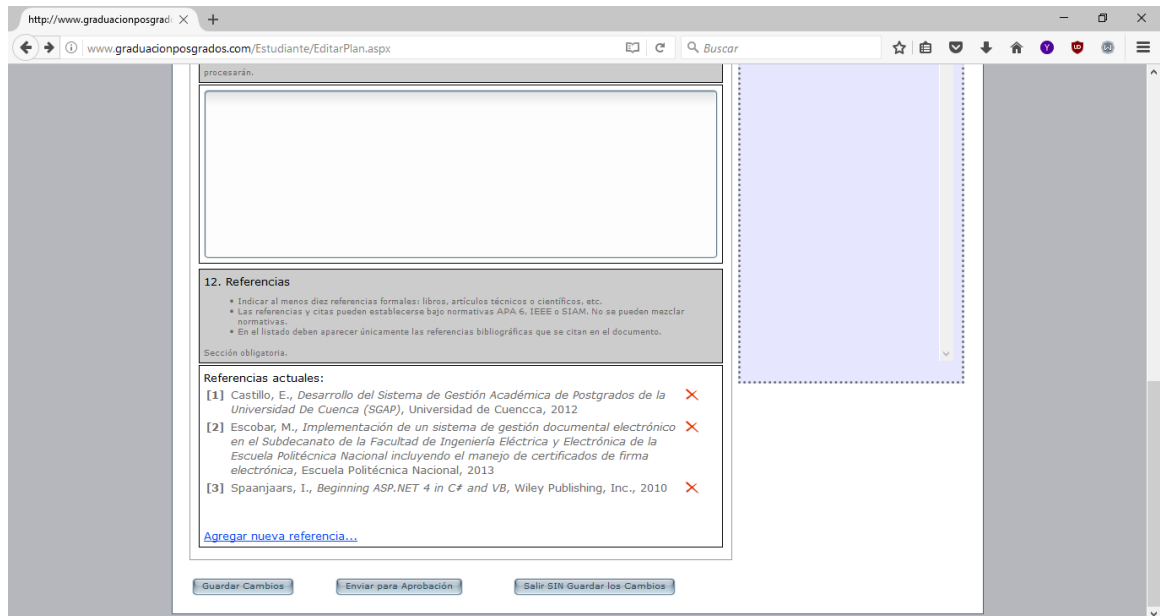 http://www.graduacionposgrad
www.graduacionposgrados.com/Estudiante/EditarPlan.aspx
Buscar
procesarán.
12. Referencias
• Indicar al menos diez referencias formales: libros, artículos técnicos o científicos, etc.
• Las referencias y citas pueden establecerse bajo normativas APA 6, IEEE o SIAM. No se pueden mezclar
normativas.
• En el listado deben aparecer únicamente las referencias bibliográficas que se citan en el documento.
Sección obligatoria.
Referencias actuales:
[1] Castillo, E., Desarrollo del Sistema de Gestión Académica de Postgrados de la
Universidad De Cuenca (SGAP), Universidad de Cuencca, 2012
[2] Escobar, M., Implementación de un sistema de gestión documental electrónico
en el Subdecanato de la Facultad de Ingeniería Eléctrica y Electrónica de la
Escuela Politécnica Nacional incluyendo el manejo de certificados de firma
electrónica, Escuela Politécnica Nacional, 2013
[3] Spaanjaars, I., Beginning ASP.NET 4 in C# and VB, Wiley Publishing, Inc., 2010
Agregar nueva referencia...
Guardar Cambios
Enviar para Aprobación
Salir SIN Guardar los Cambios